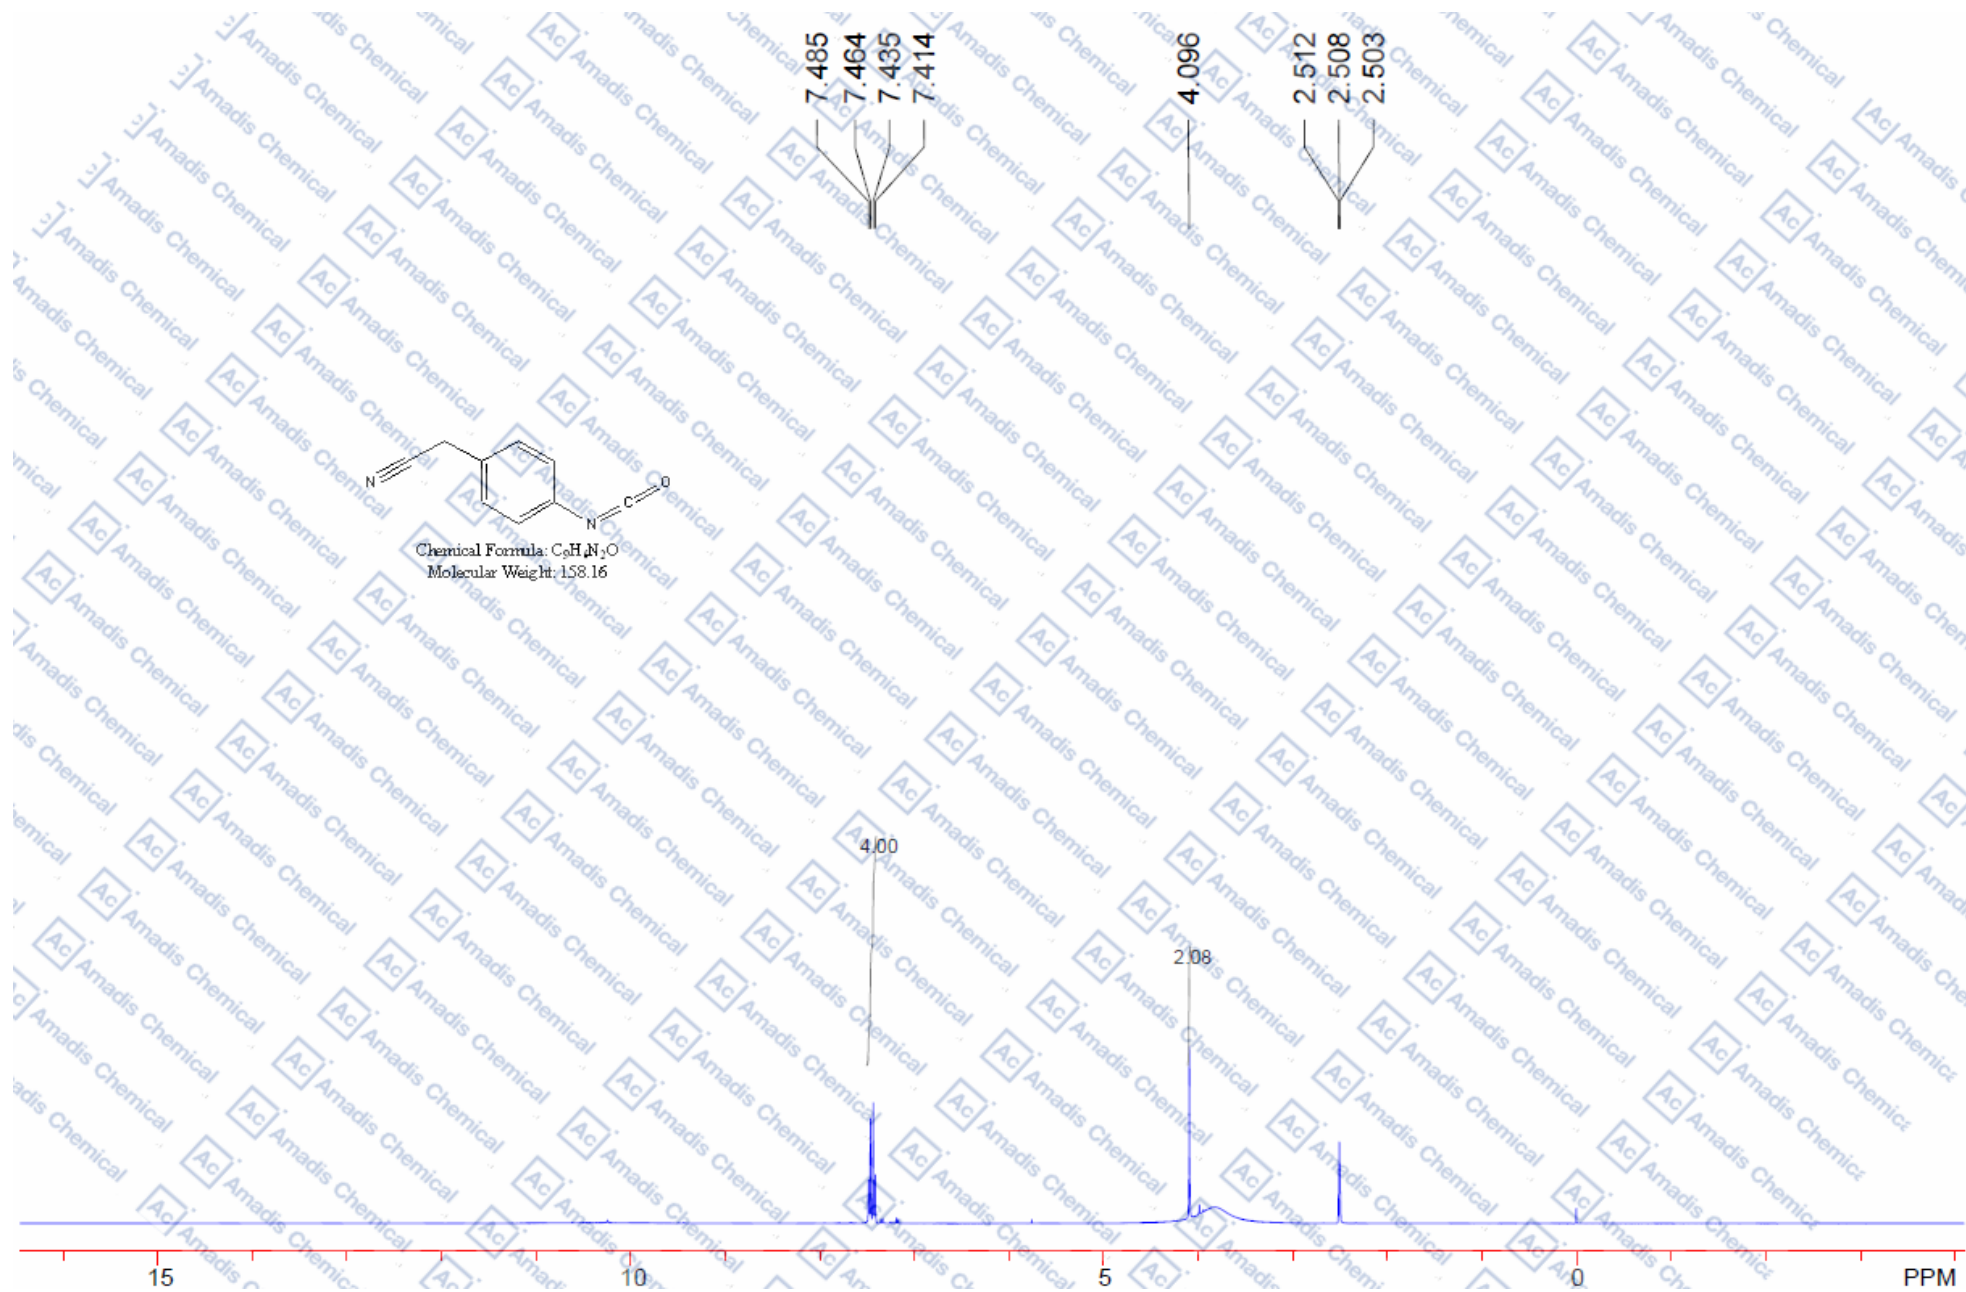 7.485
7.464
7.435
7.414
4.096
2.512
2.508
2.503
N
N
C
O
Chemical Formula: C₉H₆N₂O
Molecular Weight: 158.16
4.00
2.08
15
10
5
0
PPM
Ac Amadis Chemical